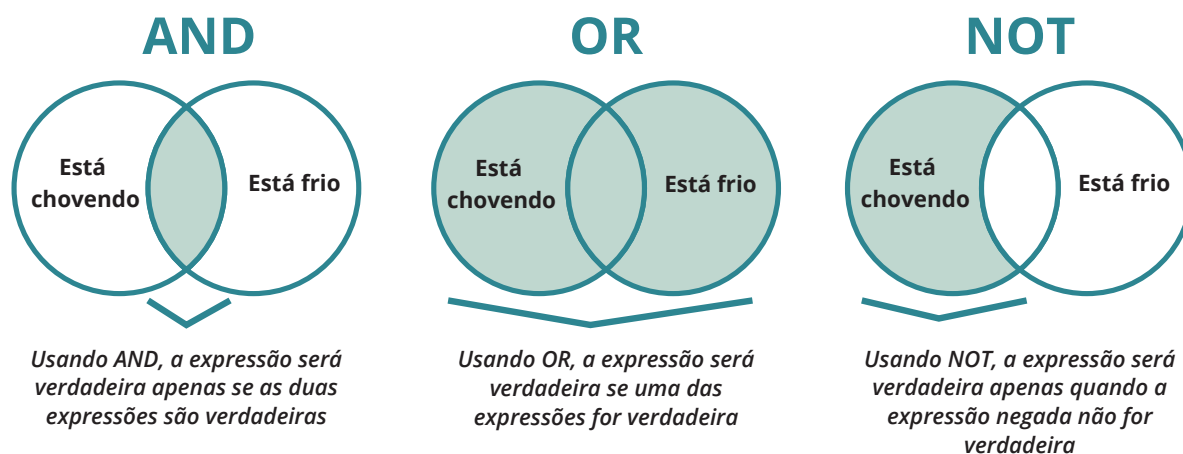 AND
Está
chovendo
Está frio
Usando AND, a expressão será
verdadeira apenas se as duas
expressões são verdadeiras
OR
Está
chovendo
Está frio
Usando OR, a expressão será
verdadeira se uma das
expressões for verdadeira
NOT
Está
chovendo
Está frio
Usando NOT, a expressão será
verdadeira apenas quando a
expressão negada não for
verdadeira